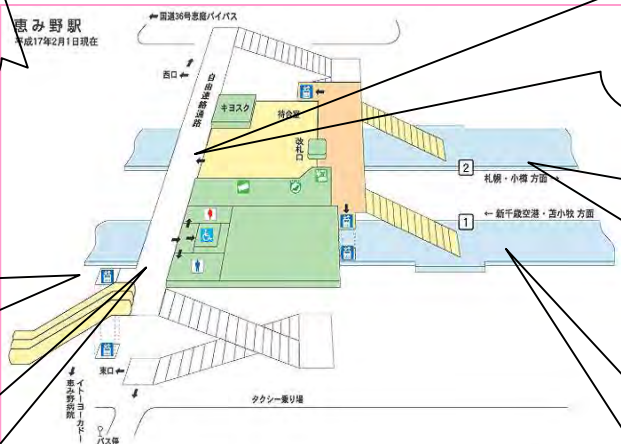 恵み野駅
平成17年2月1日現在
←国道36号恵庭バイパス
西口←
自由連絡通路
キヨスク
待合室
改札口
2
札幌・小樽 方面→
1
← 新千歳空港・苫小牧 方面
東口←
イトーヨーカドー
恵み野病院
バス停
タクシー乗り場